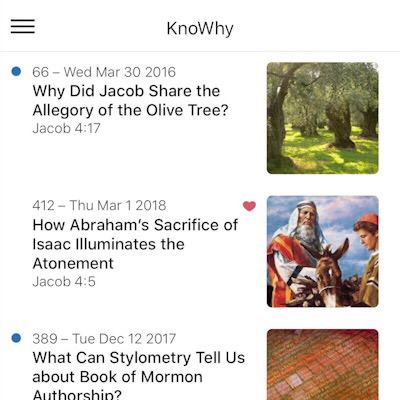 KnoWhy
66 – Wed Mar 30 2016
Why Did Jacob Share the
Allegory of the Olive Tree?
Jacob 4:17
412 – Thu Mar 1 2018
How Abraham's Sacrifice of
Isaac Illuminates the
Atonement
Jacob 4:5
389 – Tue Dec 12 2017
What Can Stylometry Tell Us
about Book of Mormon
Authorship?